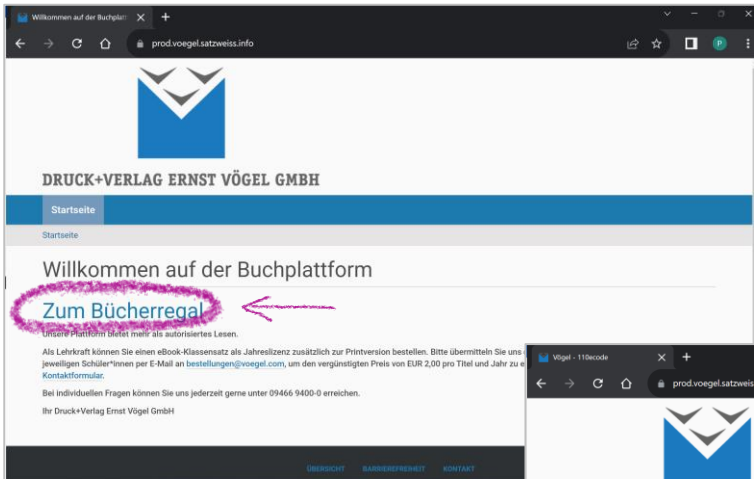 Willkommen auf der Buchplatt
prod.voegel.satzweiss.info
P
DRUCK+VERLAG ERNST VÖGEL GMBH
Startseite
Startseite
Willkommen auf der Buchplattform
Zum Bücherregal
Unsere Plattform bietet mehr als autorisiertes Lesen.
Als Lehrkraft können Sie einen eBook-Klassensatz als Jahreslizenz zusätzlich zur Printversion bestellen. Bitte übermitteln Sie uns
jeweiligen Schüler*innen per E-Mail an bestellungen@voegel.com, um den vergünstigten Preis von EUR 2,00 pro Titel und Jahr zu e
Kontaktformular.
Bei individuellen Fragen können Sie uns jederzeit gerne unter 09466 9400-0 erreichen.
Ihr Druck+Verlag Ernst Vögel GmbH
ÜBERSICHT BARRIEREFREIHEIT KONTAKT
Vögel - 110ecode
prod.voegel.satzweis